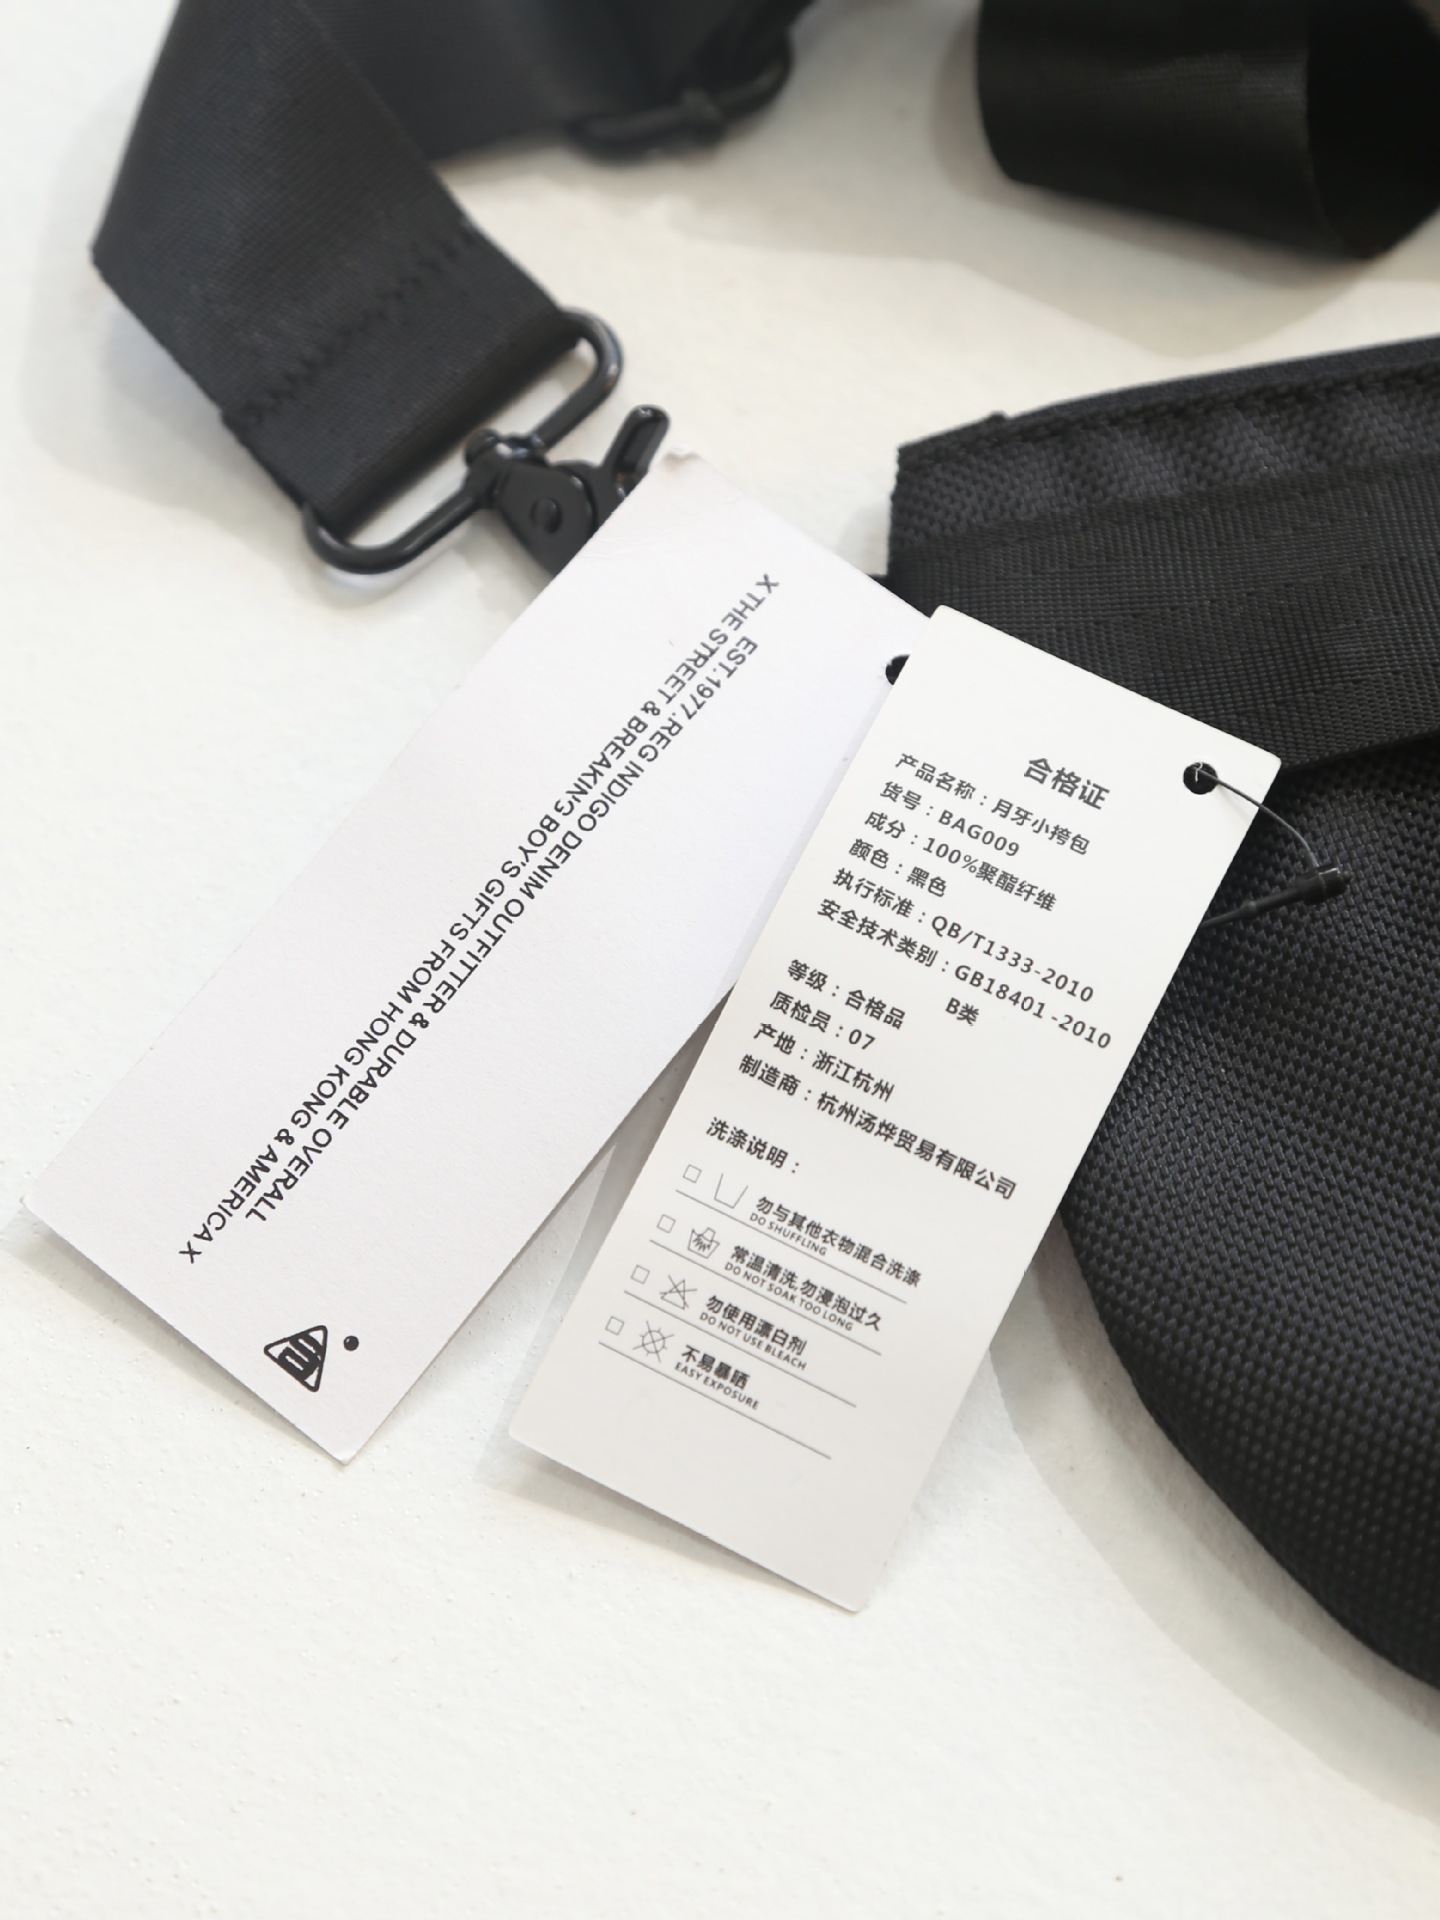 X THE STREET & BREAKING BOY'S GIFTS FROM HONG KONG & AMERICA X
EST.1977.REG INDIGO DENIM OUTFITTER & DURABLE OVERALL
合格证
产品名称：月牙小挎包
货号：BAG009
成分：100%聚酯纤维
颜色：黑色
执行标准：QB/T1333-2010
安全技术类别：GB18401-2010
B类
等级：合格品
质检员：07
产地：浙江杭州
制造商：杭州汤烨贸易有限公司
洗涤说明：
勿与其他衣物混合洗涤
DO SHUFFLING
常温清洗,勿浸泡过久
DO NOT SOAK TOO LONG
勿使用漂白剂
DO NOT USE BLEACH
不易暴晒
EASY EXPOSURE